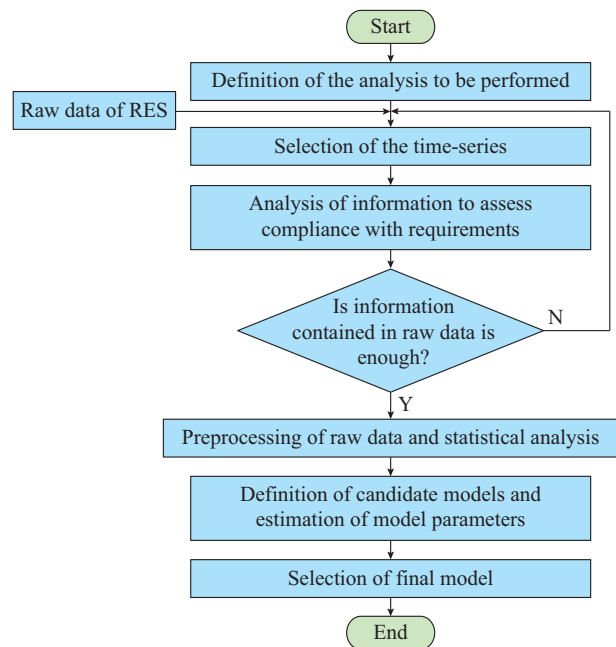 Start
Definition of the analysis to be performed
Raw data of RES
Selection of the time-series
Analysis of information to assess
compliance with requirements
Is information
contained in raw data is
enough?
N
Y
Preprocessing of raw data and statistical analysis
Definition of candidate models and
estimation of model parameters
Selection of final model
End